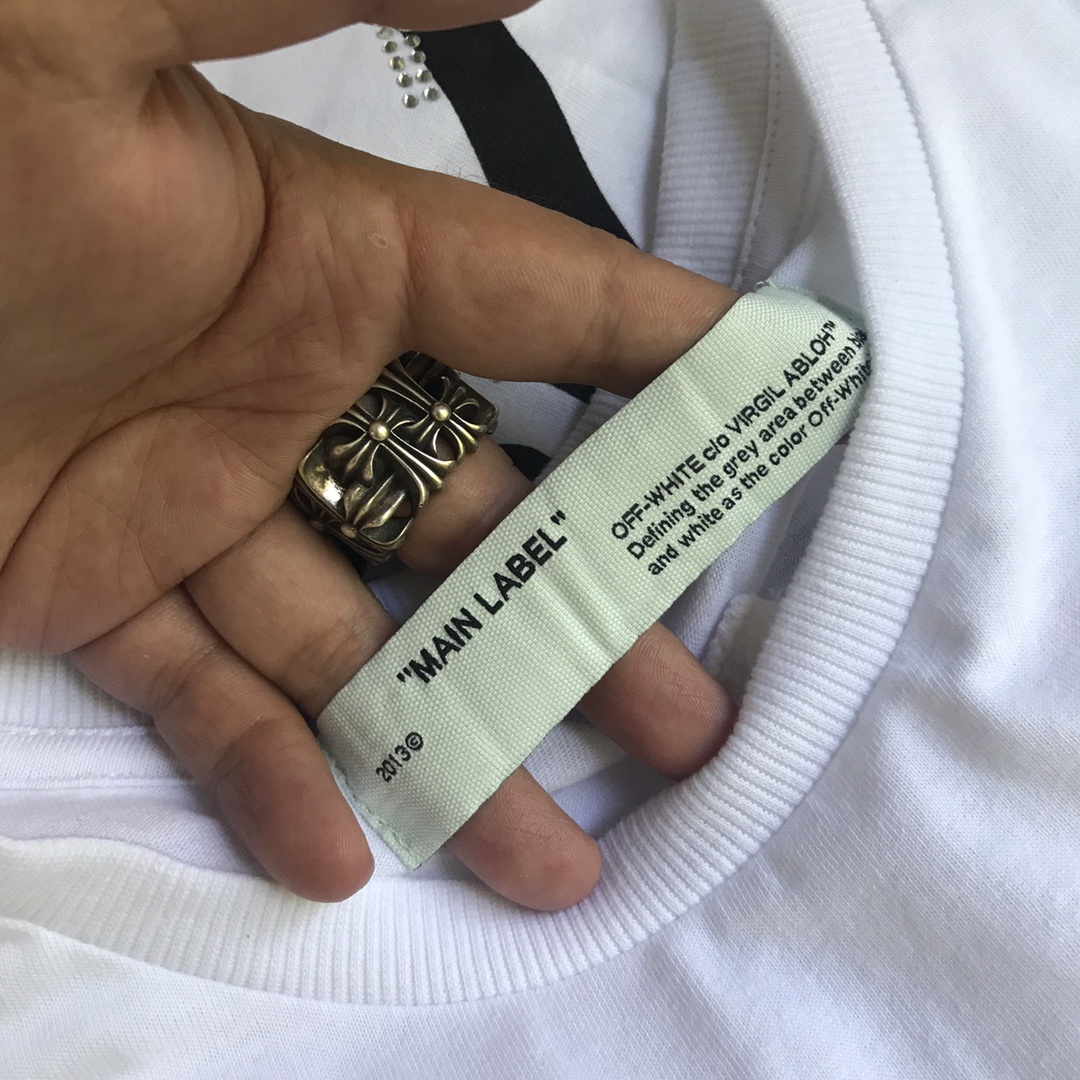 "MAIN LABEL"
2013©
OFF-WHITE c/o VIRGIL ABLOH™
Defining the grey area between
and white as the color Off-White